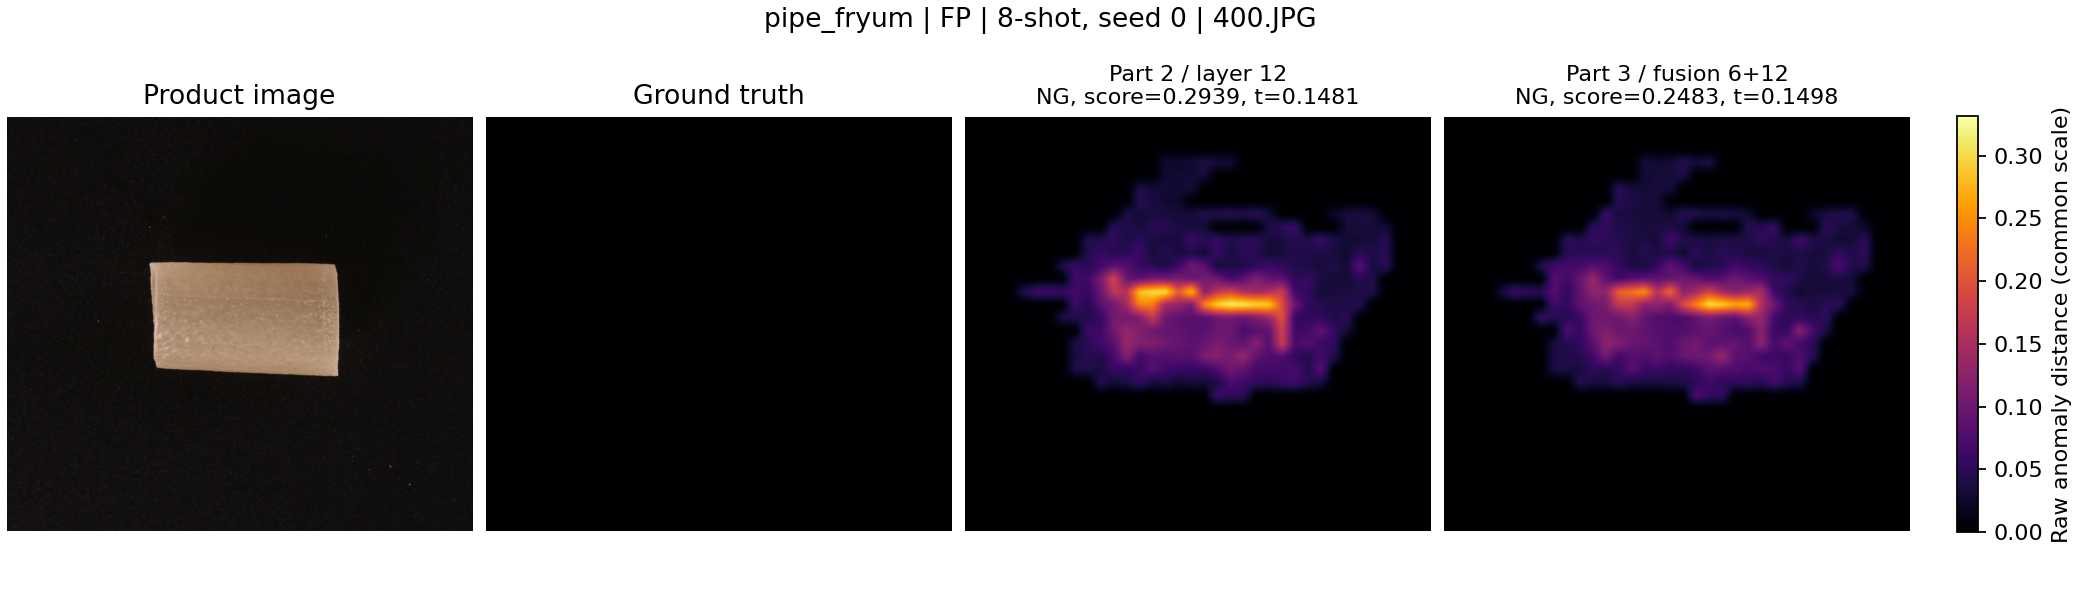 pipe_fryum | FP | 8-shot, seed 0 | 400.JPG
Product image
Ground truth
Part 2 / layer 12
NG, score=0.2939, t=0.1481
Part 3 / fusion 6+12
NG, score=0.2483, t=0.1498
0.30
0.25
0.20
0.15
0.10
0.05
0.00
Raw anomaly distance (common scale)